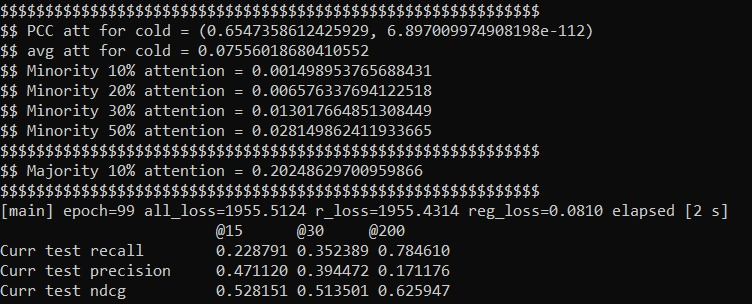 $$$$$$$$$$$$$$$$$$$$$$$$$$$$$$$$$$$$$$$$$$$$$$$$$$$$$$$$$$$$
$$ PCC att for cold = (0.6547358612425929, 6.897009974908198e-112)
$$ avg att for cold = 0.07556018680410552
$$ Minority 10% attention = 0.001498953765688431
$$ Minority 20% attention = 0.006576337694122518
$$ Minority 30% attention = 0.013017664851308449
$$ Minority 50% attention = 0.028149862411933665
$$$$$$$$$$$$$$$$$$$$$$$$$$$$$$$$$$$$$$$$$$$$$$$$$$$$$$$$$$$$
$$ Majority 10% attention = 0.20248629700959866
$$$$$$$$$$$$$$$$$$$$$$$$$$$$$$$$$$$$$$$$$$$$$$$$$$$$$$$$$$$$
[main] epoch=99 all_loss=1955.5124 r_loss=1955.4314 reg_loss=0.0810 elapsed [2 s]
@15 @30 @200
Curr test recall 0.228791 0.352389 0.784610
Curr test precision 0.471120 0.394472 0.171176
Curr test ndcg 0.528151 0.513501 0.625947